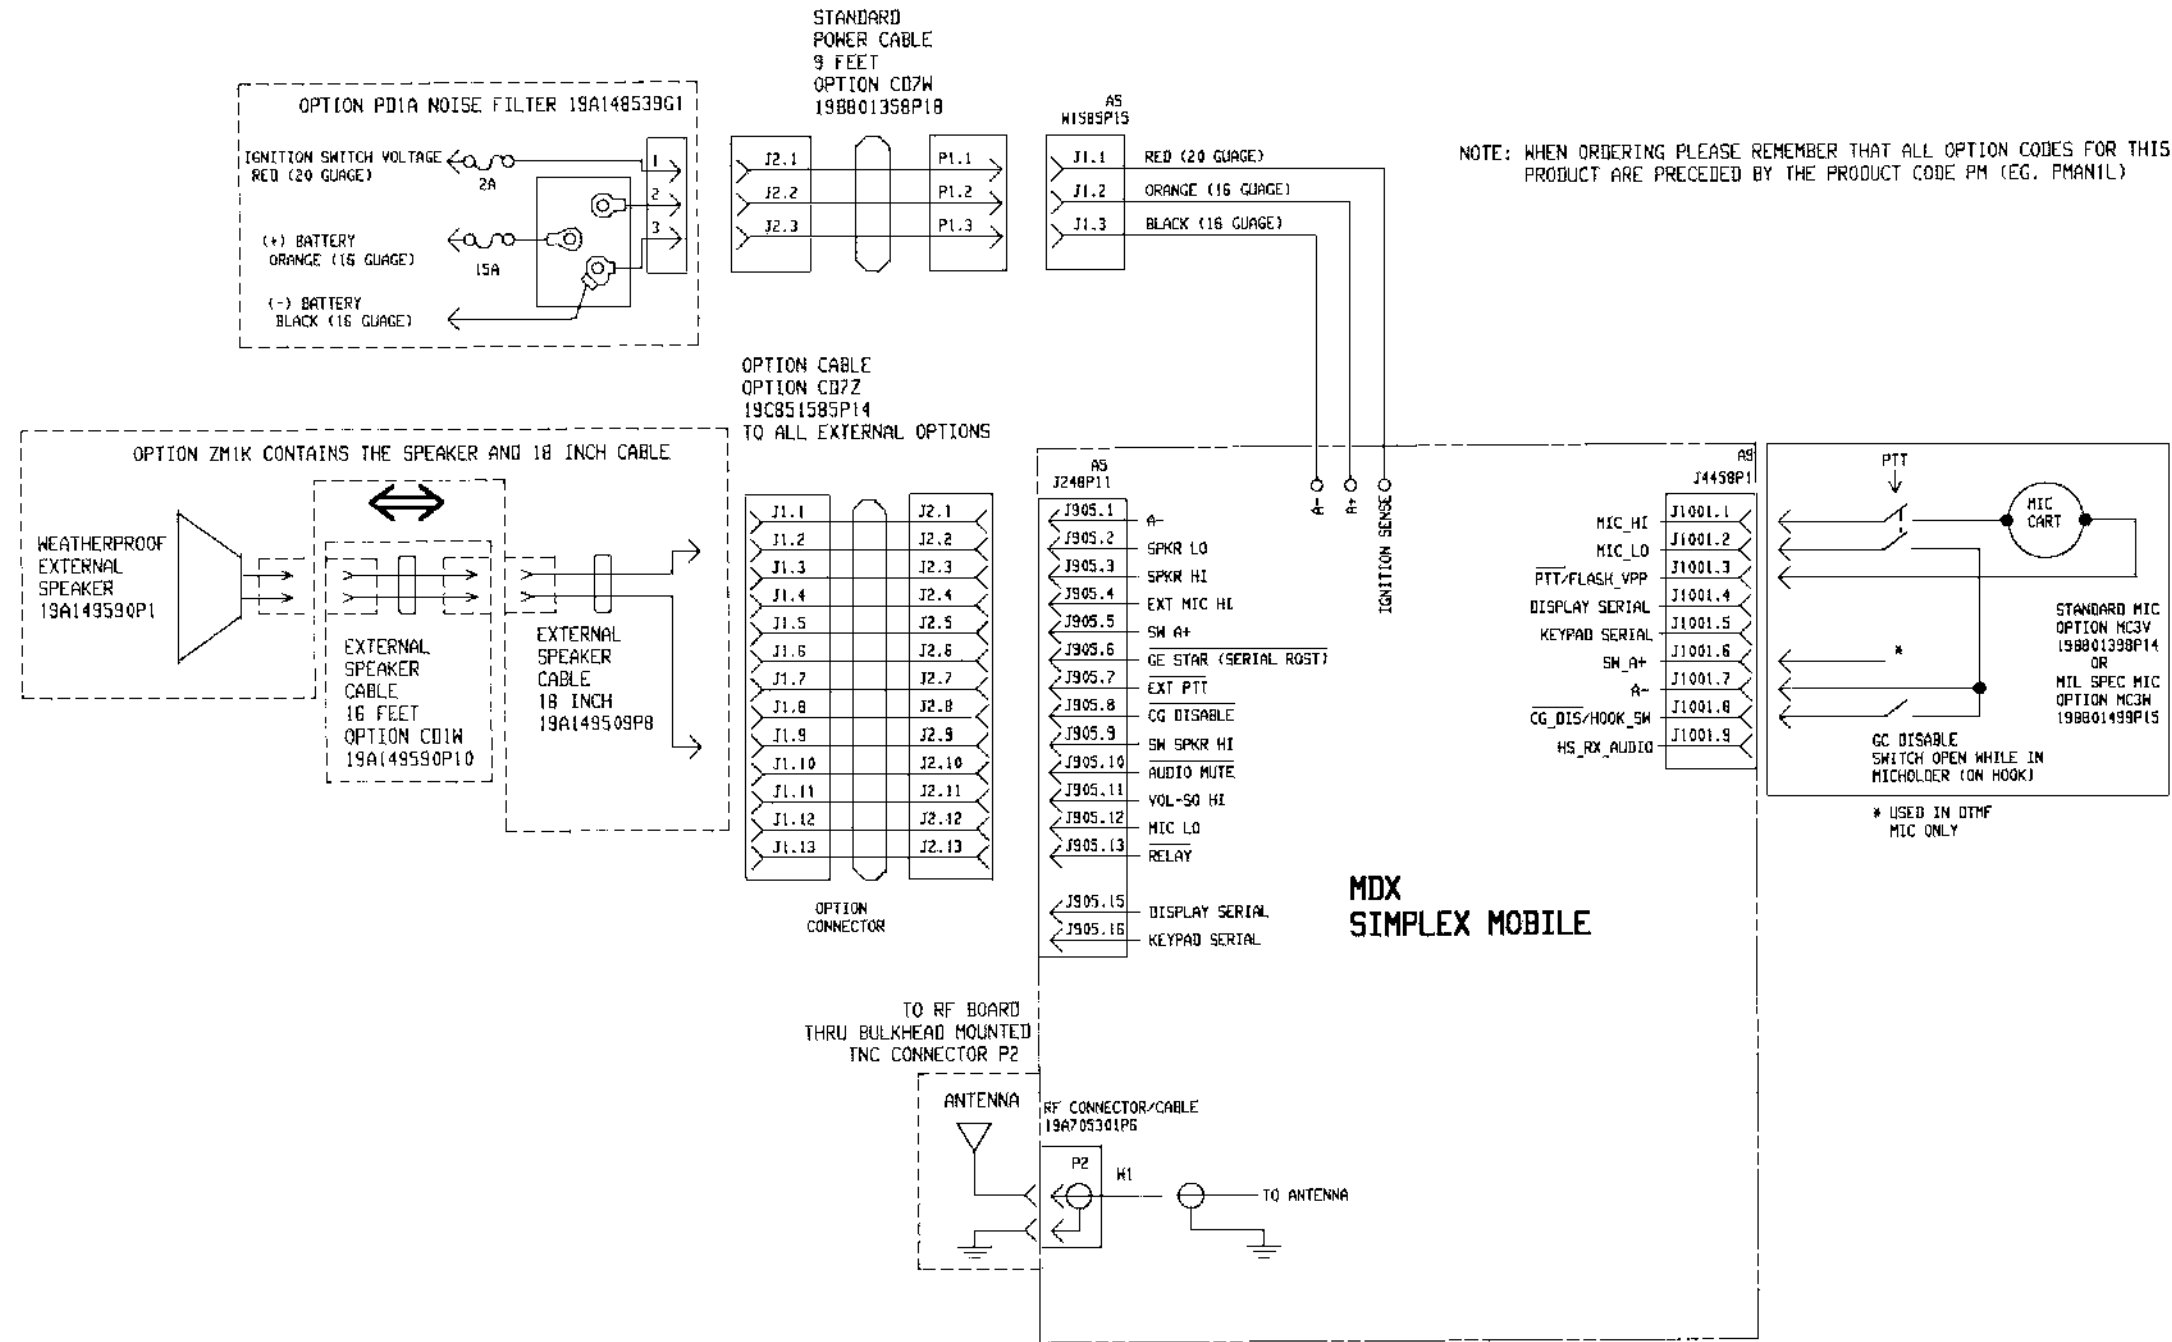 STANDARD
POWER CABLE
9 FEET
OPTION CD7W
19B801358P18
OPTION PD1A NOISE FILTER 19A148539G1
IGNITION SWITCH VOLTAGE
RED (20 GUAGE)
2A
(+) BATTERY
ORANGE (16 GUAGE)
15A
(-) BATTERY
BLACK (16 GUAGE)
1
2
3
J2.1
J2.2
J2.3
P1.1
P1.2
P1.3
A5
W1585P15
J1.1
J1.2
J1.3
RED (20 GUAGE)
ORANGE (16 GUAGE)
BLACK (16 GUAGE)
NOTE: WHEN ORDERING PLEASE REMEMBER THAT ALL OPTION CODES FOR THIS
PRODUCT ARE PRECEDED BY THE PRODUCT CODE PM (EG. PMAN1L)
OPTION CABLE
OPTION CD7Z
19C851585P14
TO ALL EXTERNAL OPTIONS
OPTION ZM1K CONTAINS THE SPEAKER AND 18 INCH CABLE
WEATHERPROOF
EXTERNAL
SPEAKER
19A149590P1
EXTERNAL
SPEAKER
CABLE
16 FEET
OPTION CD1W
19A149590P10
EXTERNAL
SPEAKER
CABLE
18 INCH
19A149509P8
J1.1
J1.2
J1.3
J1.4
J1.5
J1.6
J1.7
J1.8
J1.9
J1.10
J1.11
J1.12
J1.13
J2.1
J2.2
J2.3
J2.4
J2.5
J2.6
J2.7
J2.8
J2.9
J2.10
J2.11
J2.12
J2.13
OPTION
CONNECTOR
A5
J248P11
J905.1 A-
J905.2 SPKR LO
J905.3 SPKR HI
J905.4 EXT MIC HI
J905.5 SW A+
J905.6 GE STAR (SERIAL RQST)
J905.7 EXT PTT
J905.8 CG DISABLE
J905.9 SW SPKR HI
J905.10 AUDIO MUTE
J905.11 VOL-SQ HI
J905.12 MIC LO
J905.13 RELAY
J905.15 DISPLAY SERIAL
J905.16 KEYPAD SERIAL
A-
A+
IGNITION SENSE
MDX
SIMPLEX MOBILE
A9
J4458P1
MIC_HI J1001.1
MIC_LO J1001.2
PTT/FLASH_VPP J1001.3
DISPLAY SERIAL J1001.4
KEYPAD SERIAL J1001.5
SW_A+ J1001.6
A- J1001.7
CG_DIS/HOOK_SW J1001.8
HS_RX_AUDIO J1001.9
PTT
MIC
CART
*
STANDARD MIC
OPTION MC3V
19B801398P14
OR
MIL SPEC MIC
OPTION MC3W
19B801499P15
GC DISABLE
SWITCH OPEN WHILE IN
MICHOLDER (ON HOOK)
* USED IN DTMF
MIC ONLY
TO RF BOARD
THRU BULKHEAD MOUNTED
TNC CONNECTOR P2
ANTENNA
RF CONNECTOR/CABLE
19A705301P6
P2
W1
TO ANTENNA